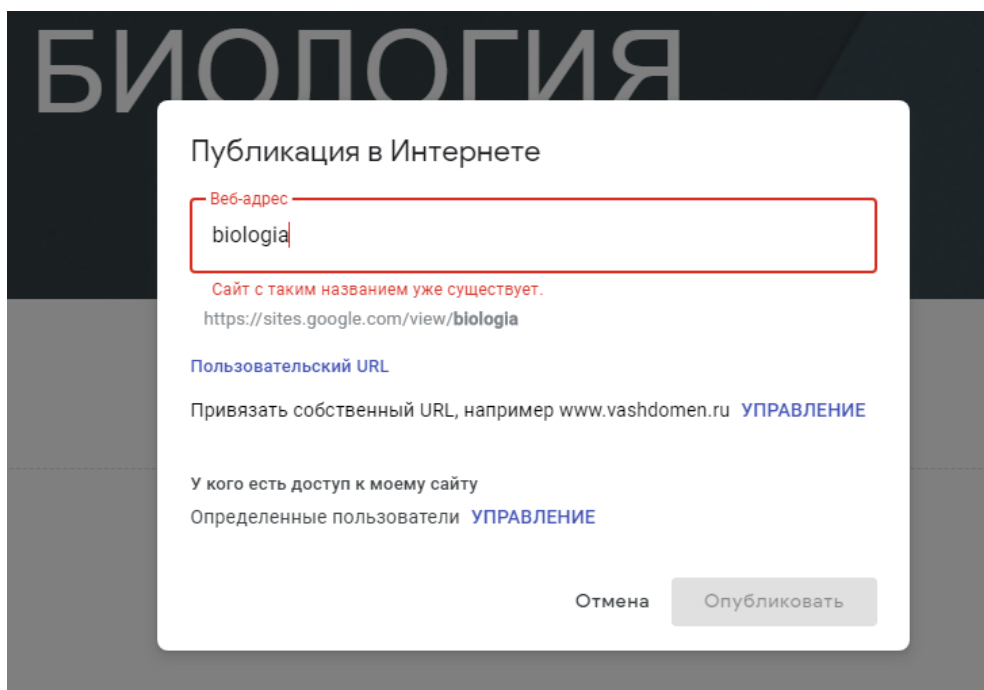 БИОЛОГИЯ
Публикация в Интернете
Веб-адрес
biologia
Сайт с таким названием уже существует.
https://sites.google.com/view/biologia
Пользовательский URL
Привязать собственный URL, например www.vashdomen.ru УПРАВЛЕНИЕ
У кого есть доступ к моему сайту
Определенные пользователи УПРАВЛЕНИЕ
Отмена Опубликовать